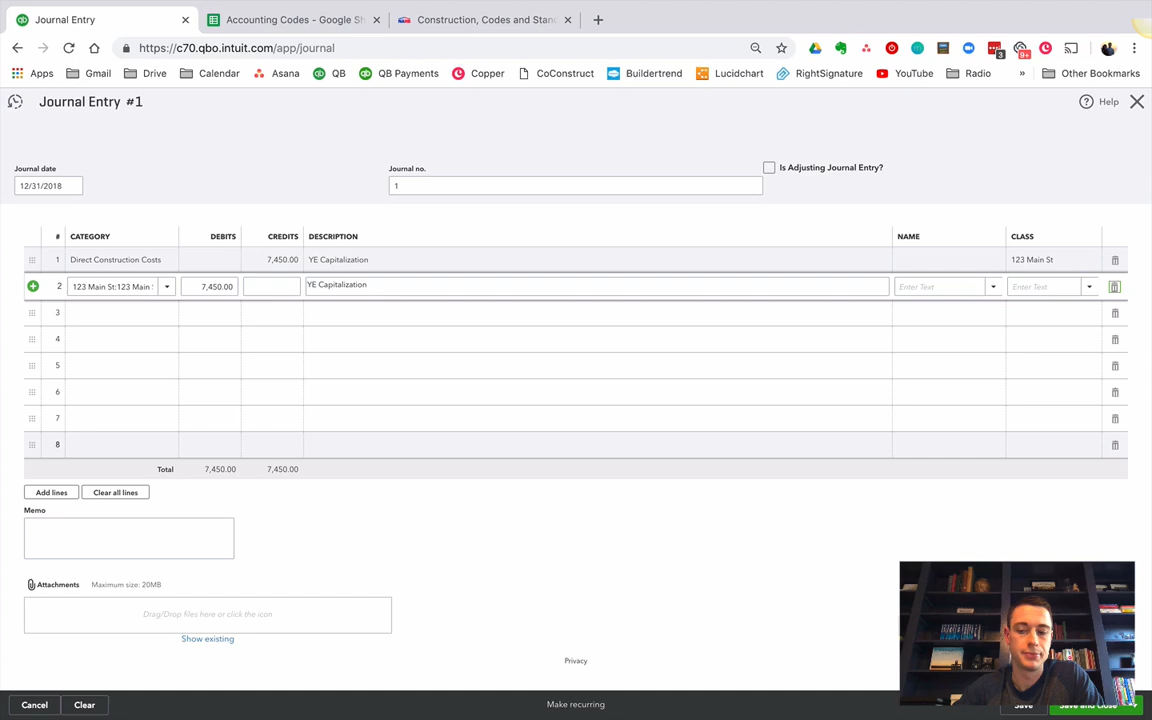 Journal Entry
Accounting Codes - Google Sh
Construction, Codes and Stan
https://c70.qbo.intuit.com/app/journal
3
9+
Apps
Gmail
Drive
Calendar
Asana
QB
QB Payments
Copper
CoConstruct
Buildertrend
Lucidchart
RightSignature
YouTube
Radio
»
Other Bookmarks
Journal Entry #1
Help
Journal date
Journal no.
Is Adjusting Journal Entry?
12/31/2018
1
# CATEGORY DEBITS CREDITS DESCRIPTION NAME CLASS
1 Direct Construction Costs 7,450.00 YE Capitalization 123 Main St
2 123 Main St:123 Main 7,450.00 YE Capitalization Enter Text Enter Text
3
4
5
6
7
8
Total 7,450.00 7,450.00
Add lines Clear all lines
Memo
Attachments Maximum size: 20MB
Drag/Drop files here or click the icon
Show existing
Privacy
Cancel Clear Make recurring Save Save and close